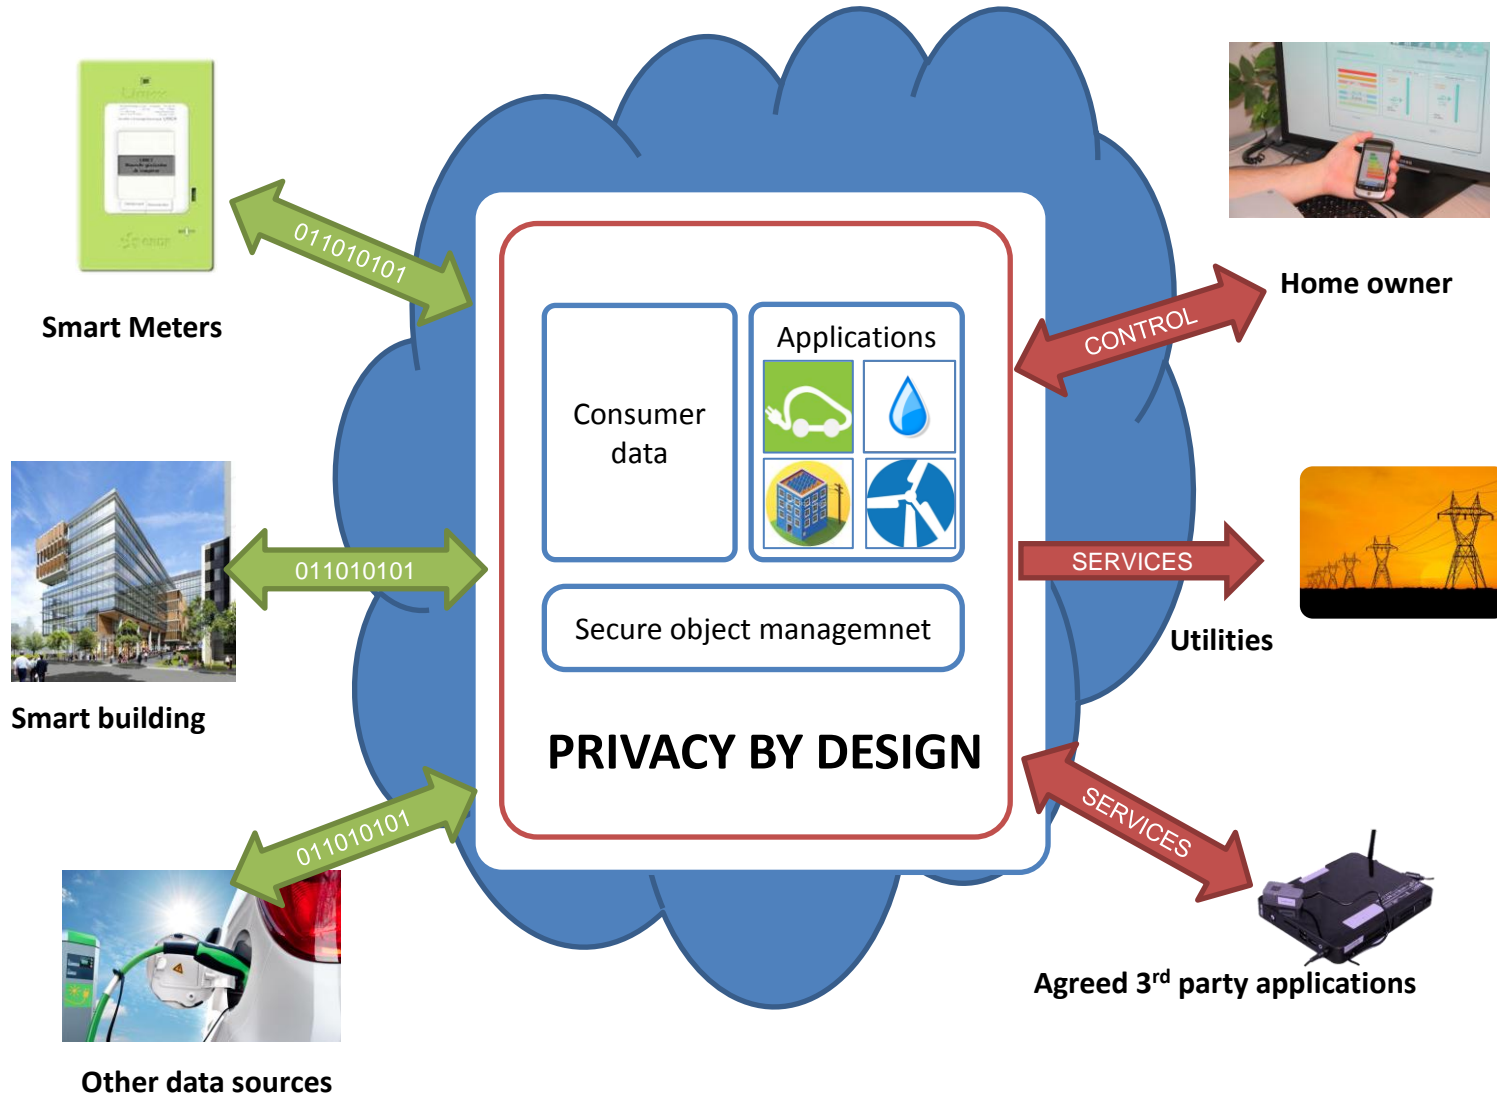 Smart Meters
011010101
Smart building
011010101
Other data sources
011010101
Consumer
data
Applications
Secure object managemnet
PRIVACY BY DESIGN
CONTROL
Home owner
SERVICES
Utilities
SERVICES
Agreed 3rd party applications